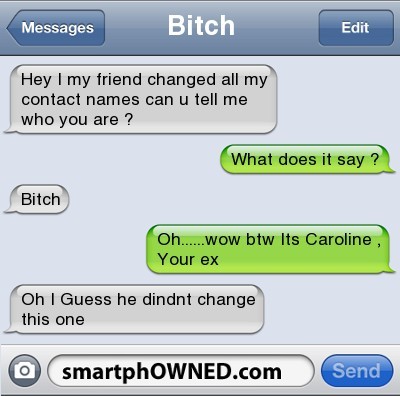 Messages
Bitch
Edit
Hey I my friend changed all my
contact names can u tell me
who you are ?
What does it say ?
Bitch
Oh......wow btw Its Caroline ,
Your ex
Oh I Guess he dindnt change
this one
smartphOWNED.com
Send